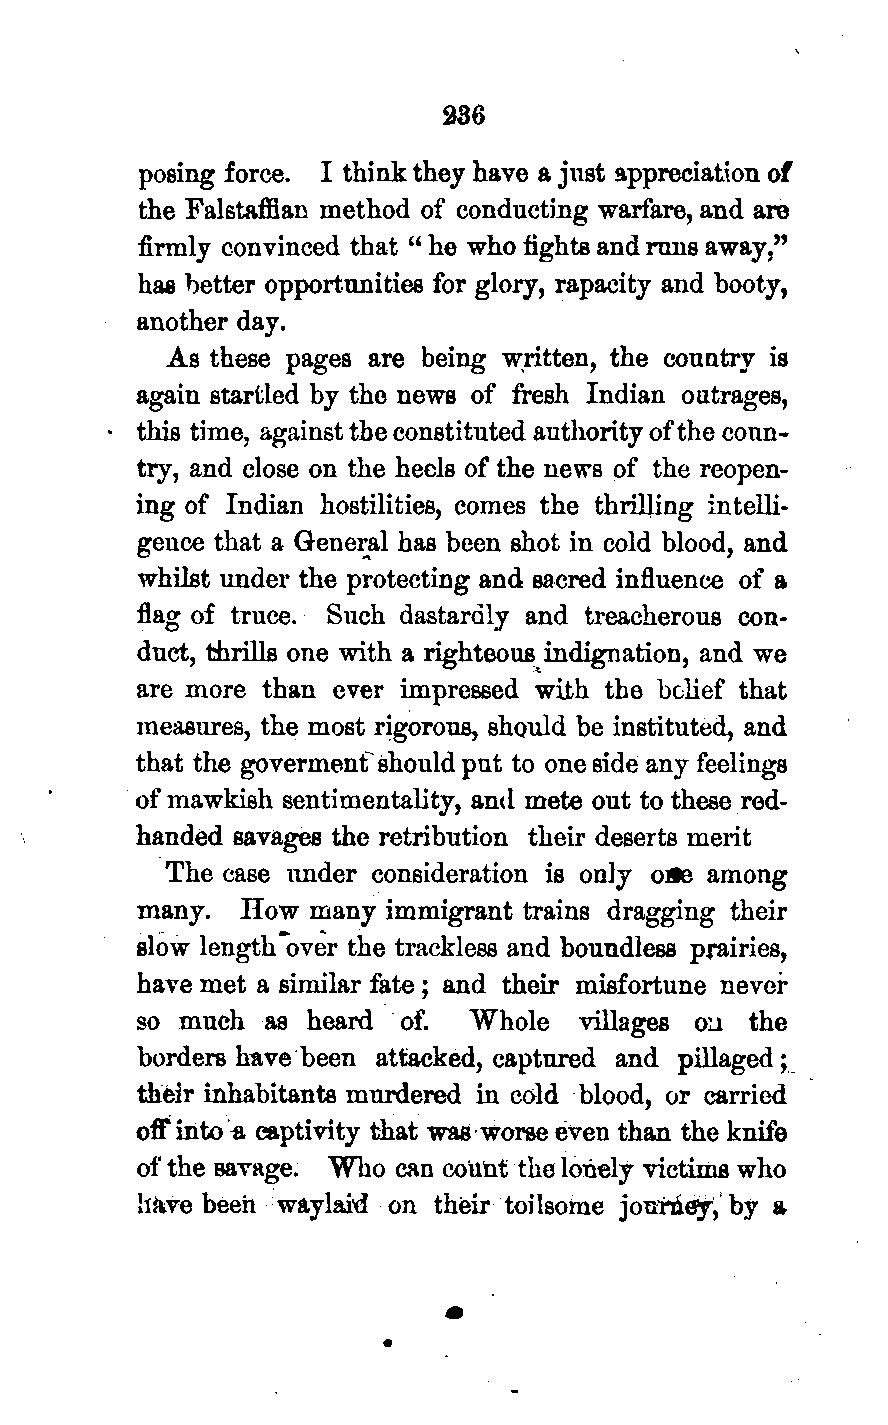 236
posing force. I think they have a just appreciation of
the Falstaffian method of conducting warfare, and are
firmly convinced that “ he who fights and runs away,”
has better opportunities for glory, rapacity and booty,
another day.
As these pages are being written, the country is
again startled by the news of fresh Indian outrages,
this time, against the constituted authority of the coun-
try, and close on the heels of the news of the reopen-
ing of Indian hostilities, comes the thrilling intelli-
gence that a General has been shot in cold blood, and
whilst under the protecting and sacred influence of a
flag of truce. Such dastardly and treacherous con-
duct, thrills one with a righteous indignation, and we
are more than ever impressed with the belief that
measures, the most rigorous, should be instituted, and
that the goverment should put to one side any feelings
of mawkish sentimentality, and mete out to these red-
handed savages the retribution their deserts merit
The case under consideration is only one among
many. How many immigrant trains dragging their
slow length over the trackless and boundless prairies,
have met a similar fate ; and their misfortune never
so much as heard of. Whole villages on the
borders have been attacked, captured and pillaged ;
their inhabitants murdered in cold blood, or carried
off into a captivity that was worse even than the knife
of the savage. Who can count the lonely victims who
have been waylaid on their toilsome journey, by a